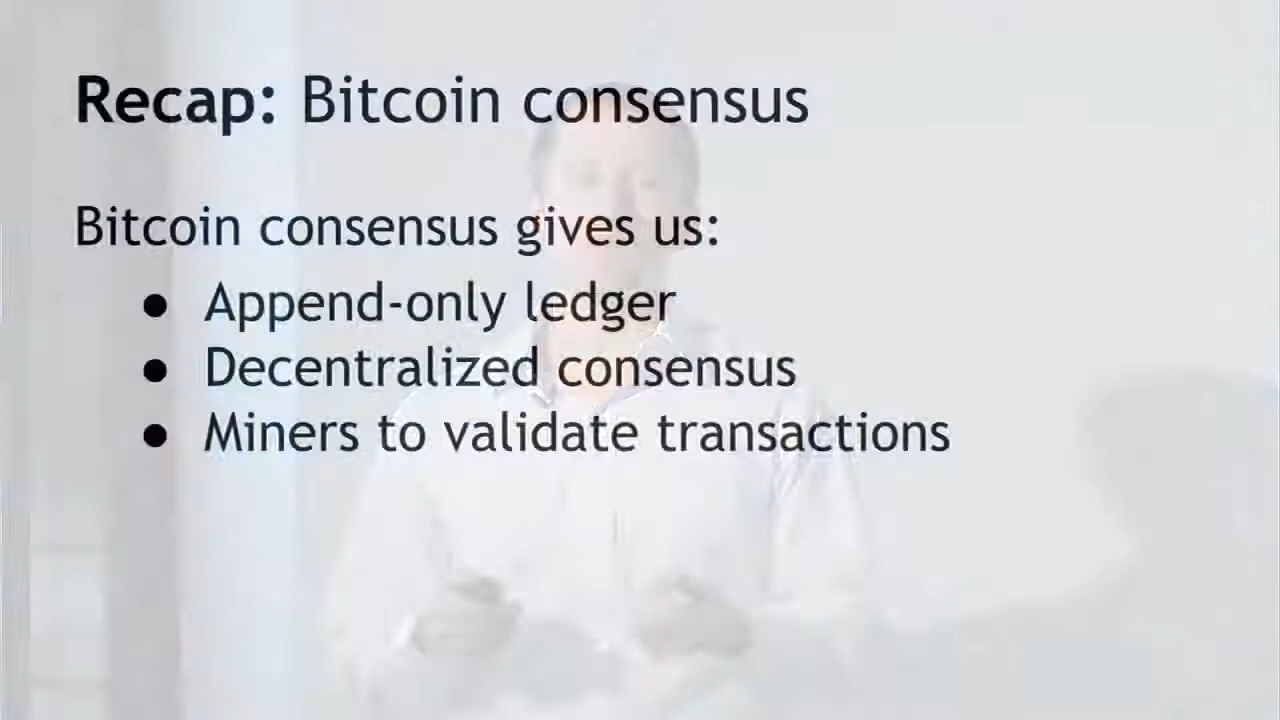 Recap: Bitcoin consensus
Bitcoin consensus gives us:
● Append-only ledger
● Decentralized consensus
● Miners to validate transactions